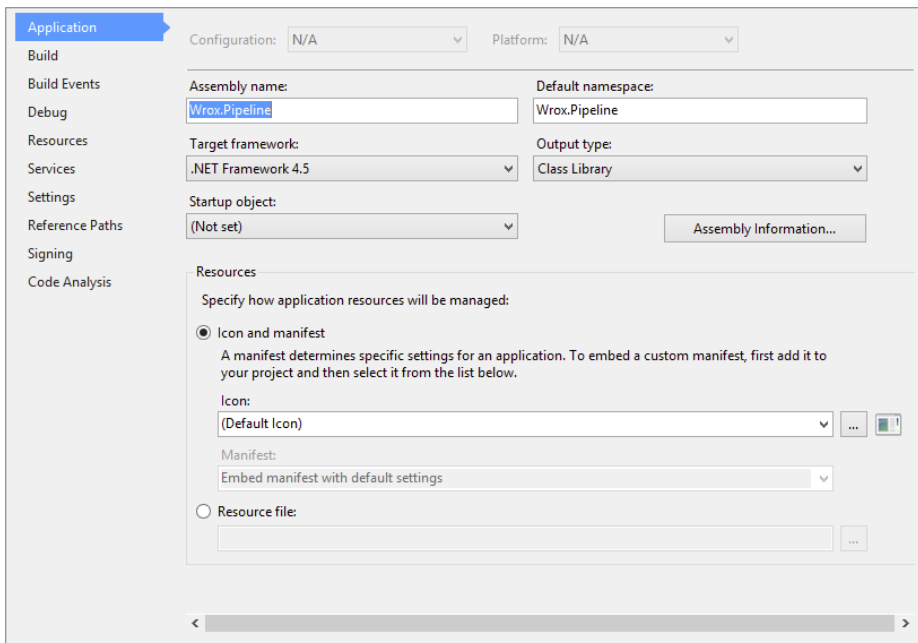 Application
Build
Build Events
Debug
Resources
Services
Settings
Reference Paths
Signing
Code Analysis
Configuration: N/A Platform: N/A
Assembly name: Default namespace:
Wrox.Pipeline Wrox.Pipeline
Target framework: Output type:
.NET Framework 4.5 Class Library
Startup object:
(Not set) Assembly Information...
Resources
Specify how application resources will be managed:
Icon and manifest
A manifest determines specific settings for an application. To embed a custom manifest, first add it to
your project and then select it from the list below.
Icon:
(Default Icon) ...
Manifest:
Embed manifest with default settings
Resource file:
...